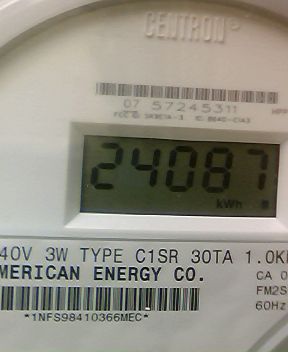 CENTRON®
07 57245311
24087
kWh
40V 3W TYPE C1SR 30TA 1.0K
MERICAN ENERGY CO.
CA 0
FM2S
60Hz
*1NFS98410366MEC*